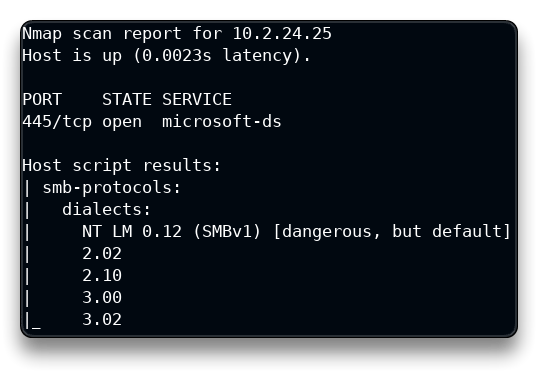 Nmap scan report for 10.2.24.25
Host is up (0.0023s latency).

PORT    STATE SERVICE
445/tcp open  microsoft-ds

Host script results:
| smb-protocols:
|   dialects:
|     NT LM 0.12 (SMBv1) [dangerous, but default]
|     2.02
|     2.10
|     3.00
|_    3.02